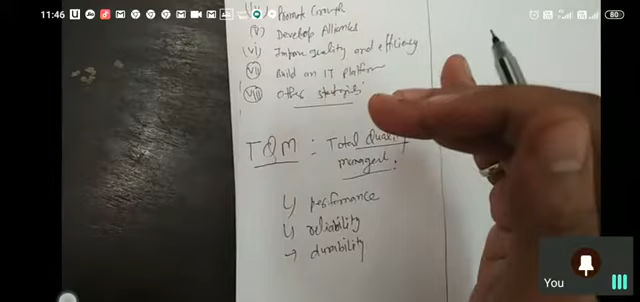 11:46
80
Promote Growth
(V) Develop Alliances
(vi) Improve quality and efficiency
(VII) Build an IT Platform
(VIII) Other strategies
TQM : Total Quality
managemt:
↳ performance
↳ reliability
→ durability
You